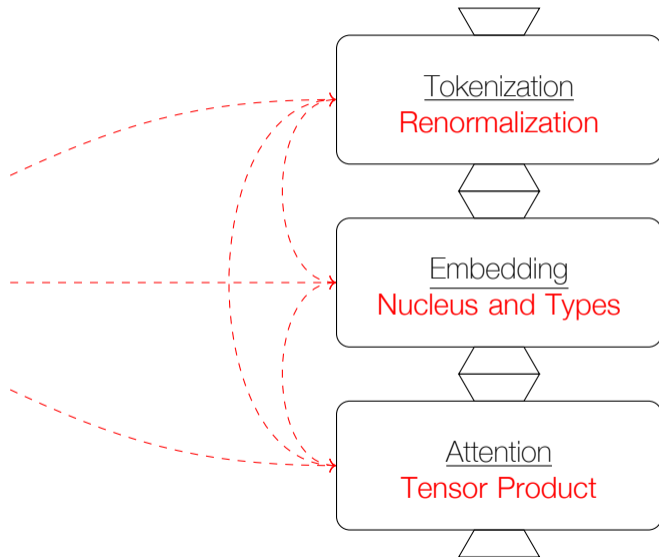 Tokenization
Renormalization
Embedding
Nucleus and Types
Attention
Tensor Product